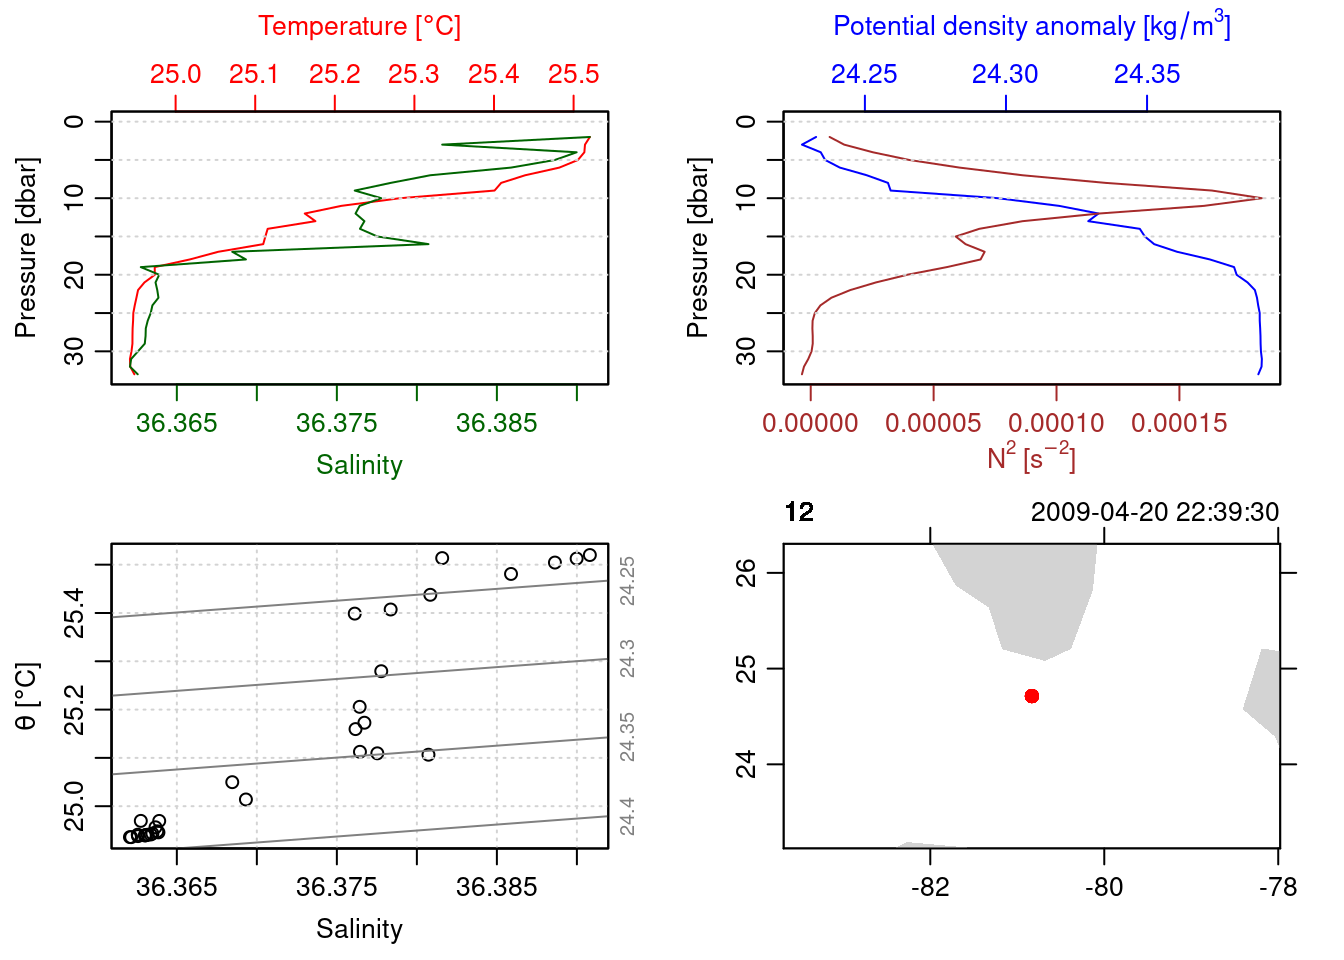 Temperature [°C]
25.0 25.1 25.2 25.3 25.4 25.5
Pressure [dbar]
0
10
20
30
36.365 36.375 36.385
Salinity
Potential density anomaly [kg/m³]
24.25 24.30 24.35
Pressure [dbar]
0
10
20
30
0.00000 0.00005 0.00010 0.00015
N² [s⁻²]
θ [°C]
25.4
25.2
25.0
24.25
24.3
24.35
24.4
36.365 36.375 36.385
Salinity
12 2009-04-20 22:39:30
26
25
24
-82 -80 -78